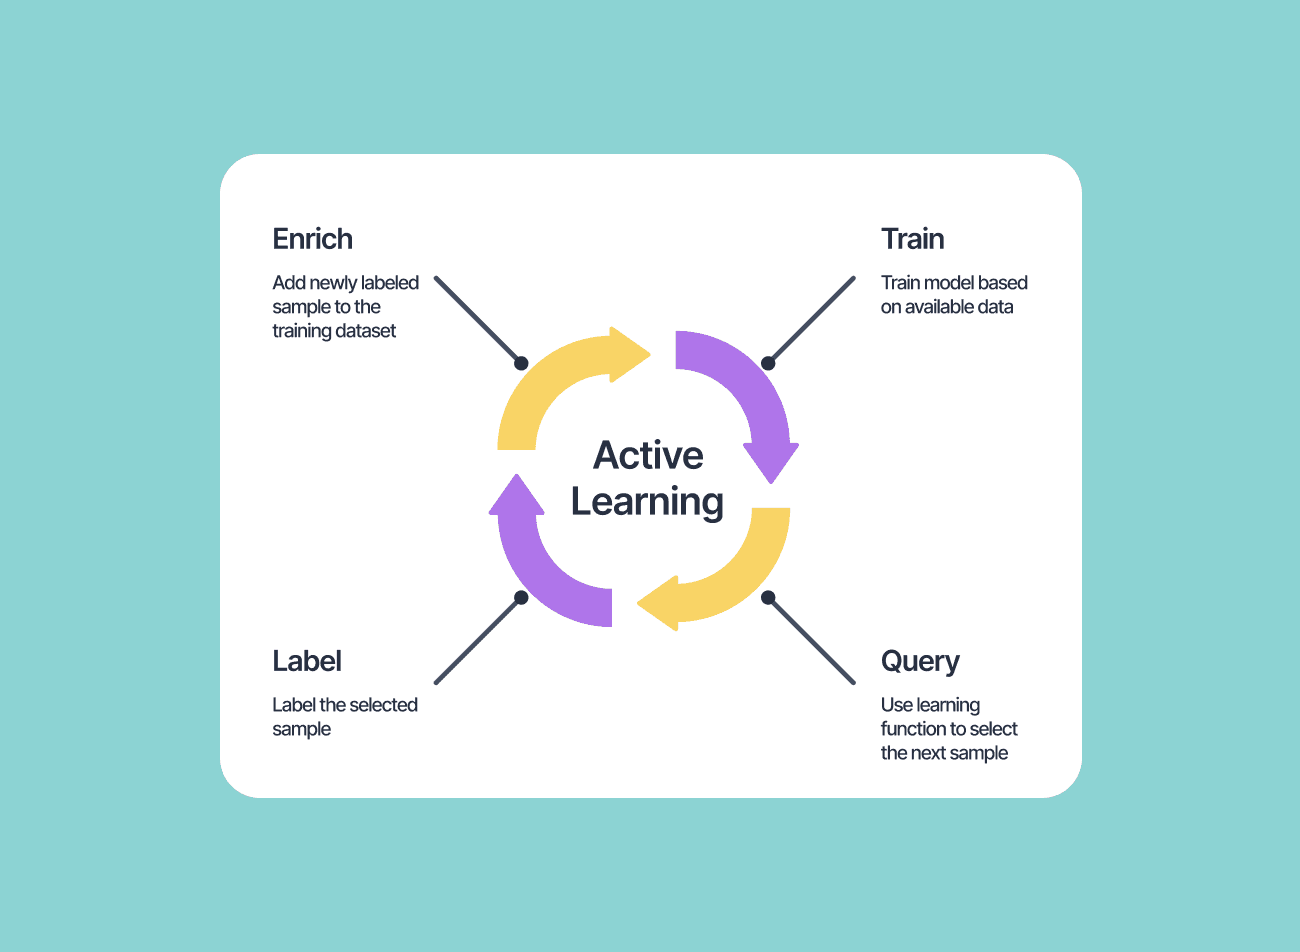 Enrich
Add newly labeled
sample to the
training dataset
Train
Train model based
on available data
Active
Learning
Label
Label the selected
sample
Query
Use learning
function to select
the next sample